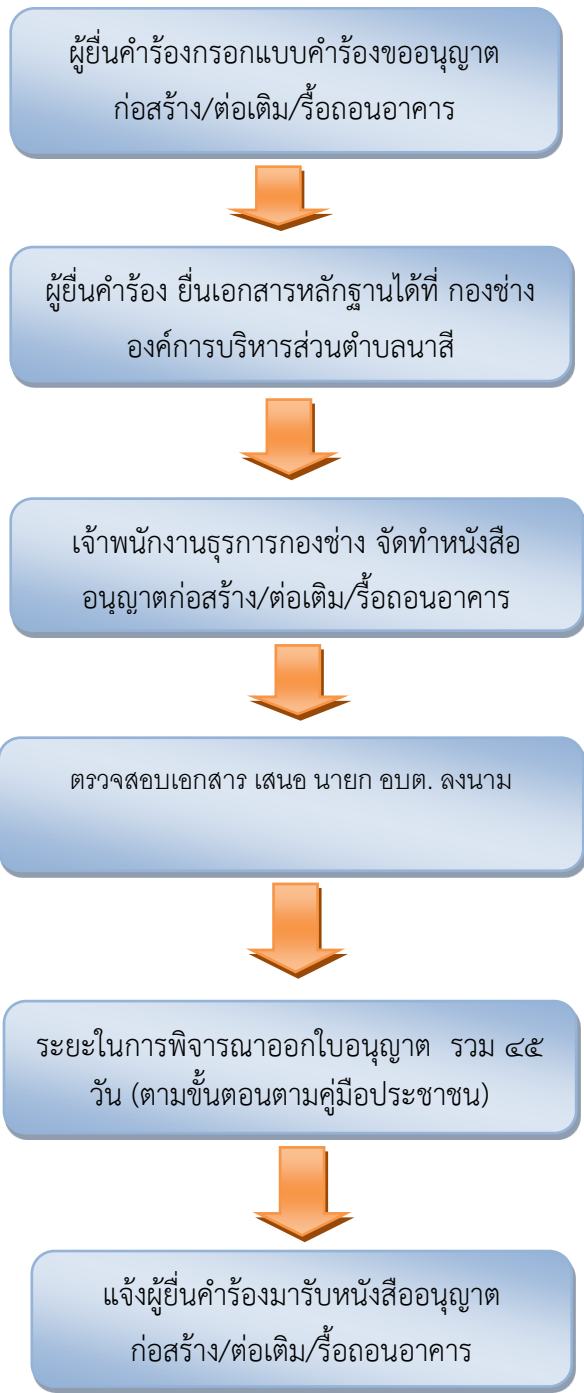 ผู้ยื่นคำร้องกรอกแบบคำร้องขออนุญาต
ก่อสร้าง/ต่อเติม/รื้อถอนอาคาร
ผู้ยื่นคำร้อง ยื่นเอกสารหลักฐานได้ที่ กองช่าง
องค์การบริหารส่วนตำบลนาสี
เจ้าพนักงานธุรการกองช่าง จัดทำหนังสือ
อนุญาตก่อสร้าง/ต่อเติม/รื้อถอนอาคาร
ตรวจสอบเอกสาร เสนอ นายก อบต. ลงนาม
ระยะในการพิจารณาออกใบอนุญาต รวม ๔๕
วัน (ตามขั้นตอนตามคู่มือประชาชน)
แจ้งผู้ยื่นคำร้องมารับหนังสืออนุญาต
ก่อสร้าง/ต่อเติม/รื้อถอนอาคาร